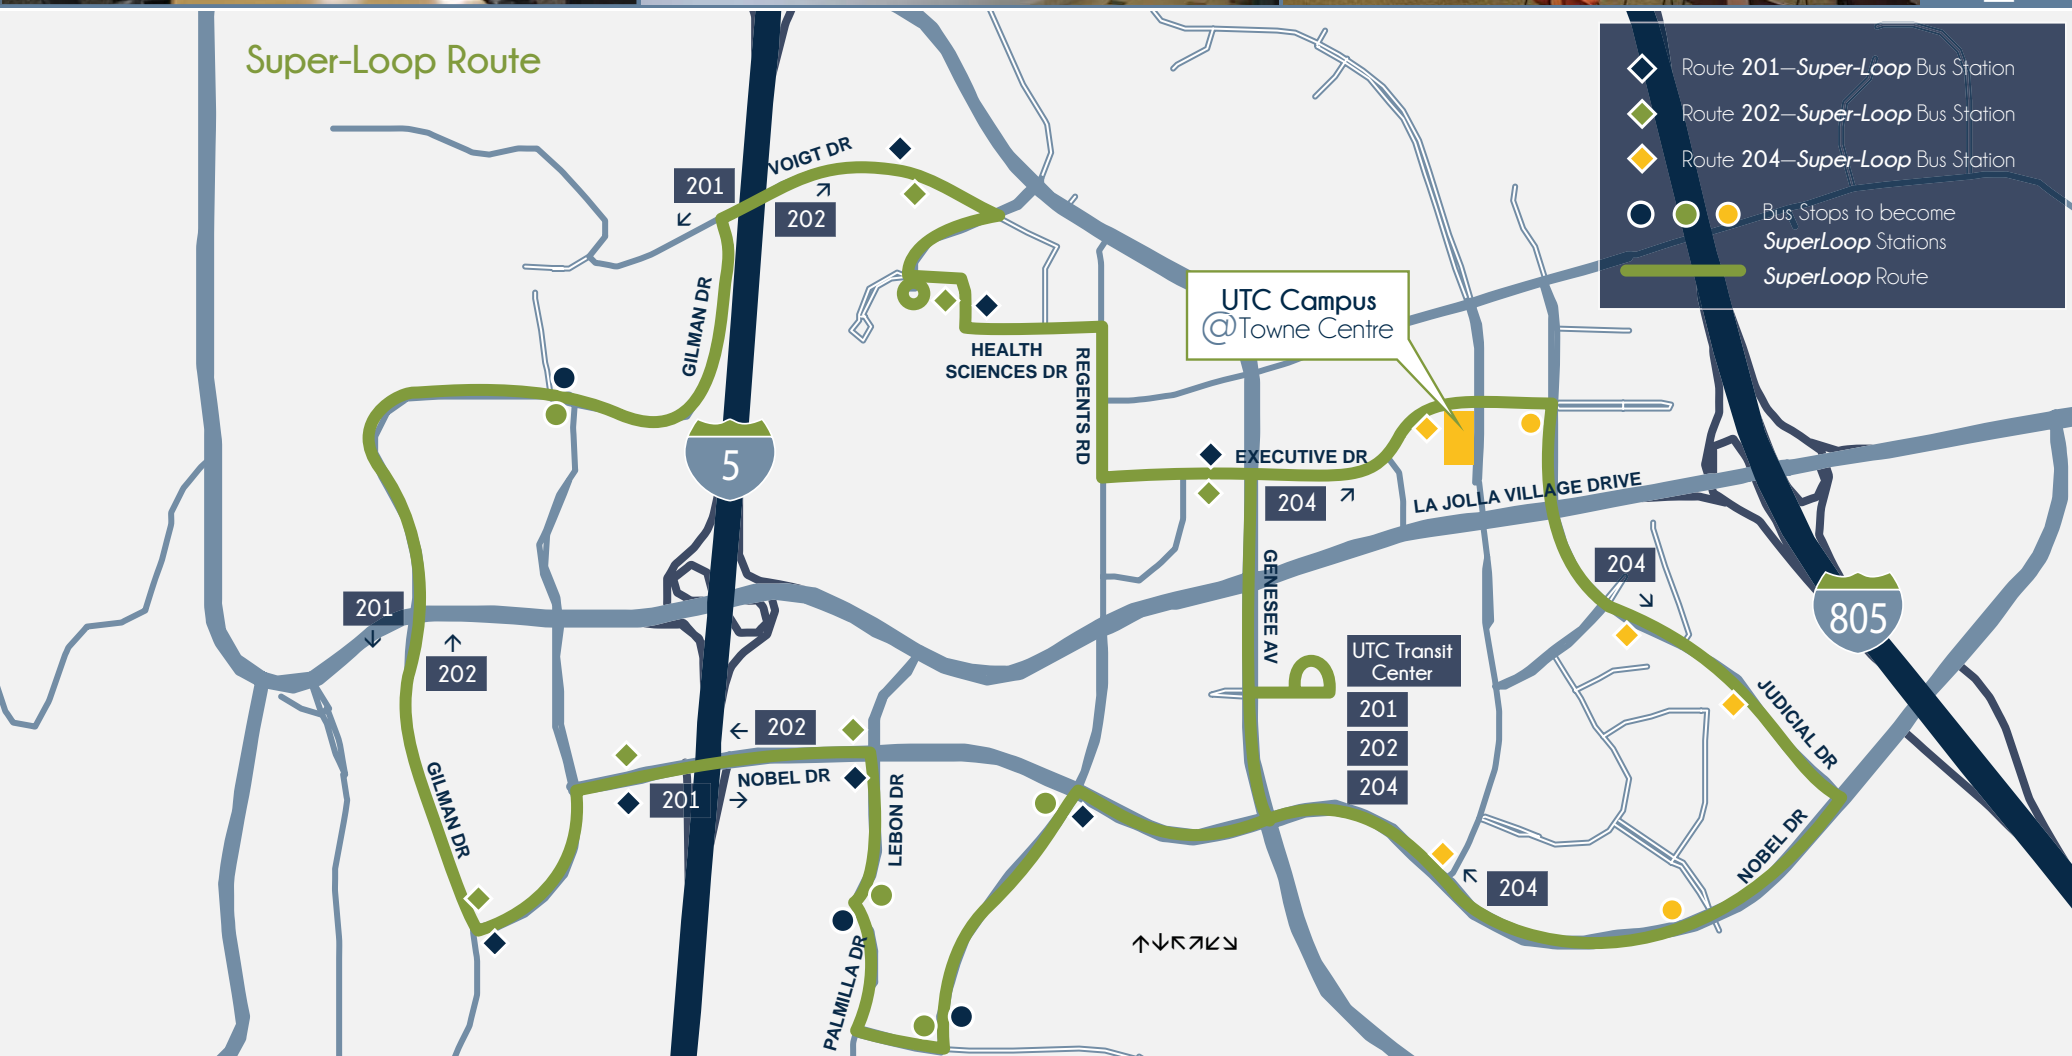 Super-Loop Route
Route 201—Super-Loop Bus Station
Route 202—Super-Loop Bus Station
Route 204—Super-Loop Bus Station
Bus Stops to become
SuperLoop Stations
SuperLoop Route
VOIGT DR
201
202
GILMAN DR
UTC Campus
@Towne Centre
HEALTH
SCIENCES DR
REGENTS RD
5
EXECUTIVE DR
204
LA JOLLA VILLAGE DRIVE
GENESEE AV
204
201
202
805
UTC Transit
Center
201
202
204
JUDICIAL DR
202
NOBEL DR
201
GILMAN DR
LEBON DR
NOBEL DR
204
PALMILLA DR
↑↓↖↗↙↘